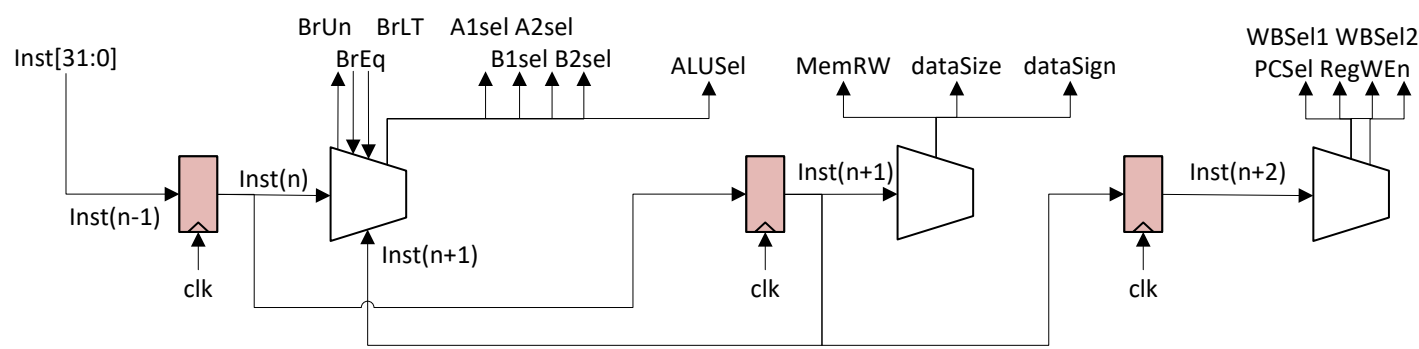 BrUn BrLT A1sel A2sel
WBSel1 WBSel2
Inst[31:0] BrEq B1sel B2sel ALUSel MemRW dataSize dataSign PCSel RegWEn
Inst(n) Inst(n+1) Inst(n+2)
Inst(n-1)
Inst(n+1)
clk clk clk